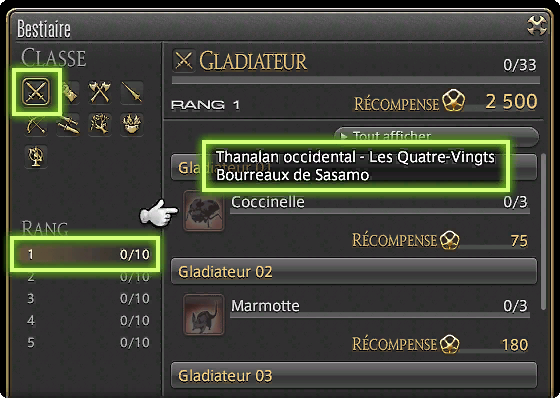 Bestiaire
CLASSE
GLADIATEUR
0/33
RANG 1
RÉCOMPENSE
2 500
Tout afficher
Gladiateur 01
Thanalan occidental - Les Quatre-Vingts
Bourreaux de Sasamo
Coccinelle
0/3
RÉCOMPENSE
75
Gladiateur 02
Marmotte
0/3
RÉCOMPENSE
180
Gladiateur 03
RANG
1 0/10
2 0/10
3 0/10
4 0/10
5 0/10